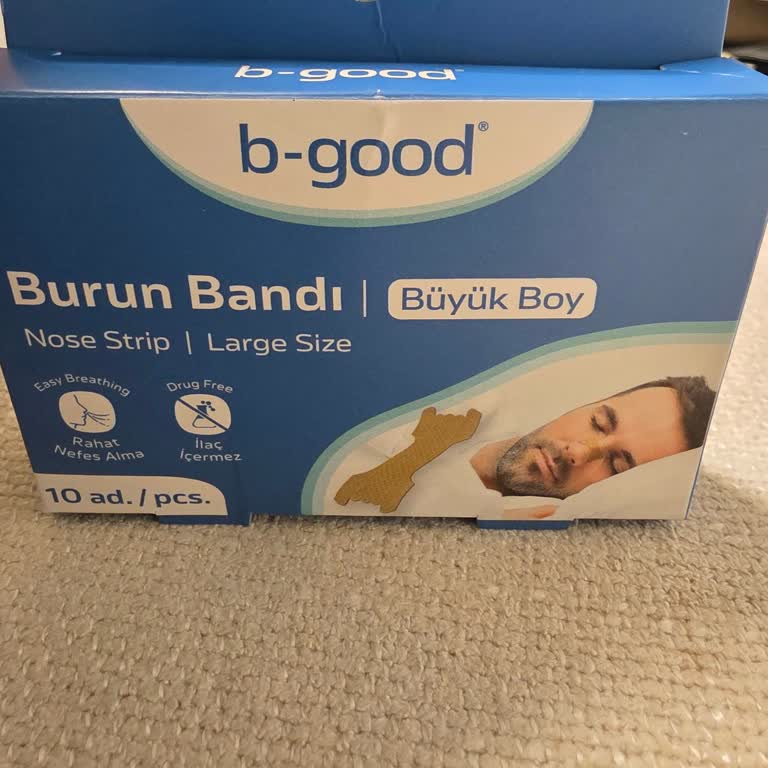 b-good
b-good®
Burun Bandı | Büyük Boy
Nose Strip | Large Size
Easy Breathing
Rahat
Nefes Alma
Drug Free
İlaç
İçermez
10 ad. / pcs.